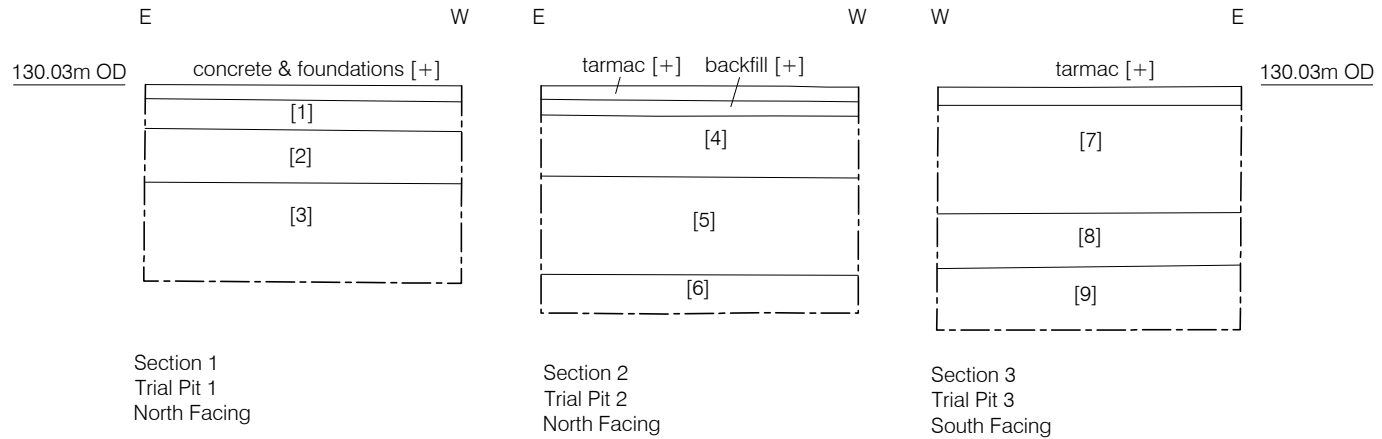 E W E W W E
130.03m OD concrete & foundations [+] tarmac [+] backfill [+] tarmac [+] 130.03m OD
[1]
[2]
[3]
[4]
[5]
[6]
[7]
[8]
[9]
Section 1
Trial Pit 1
North Facing
Section 2
Trial Pit 2
North Facing
Section 3
Trial Pit 3
South Facing